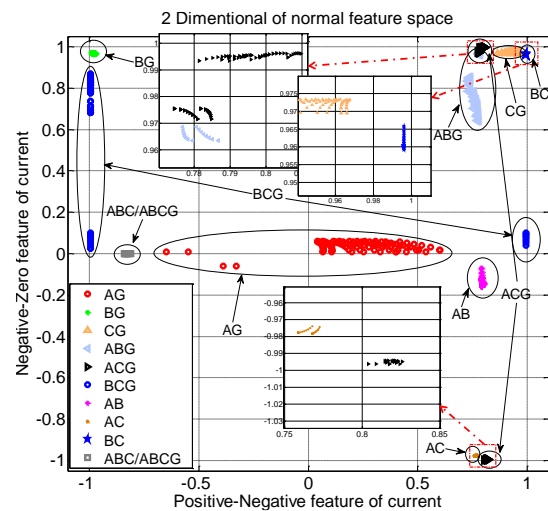 2 Dimentional of normal feature space
Negative-Zero feature of current
1
0.8
0.6
0.4
0.2
0
-0.2
-0.4
-0.6
-0.8
-1
-1
-0.5
0
0.5
1
Positive-Negative feature of current
BG
ABC/ABCG
AG
BCG
ABG
CG
BC
AB
ACG
AC
1
0.99
0.98
0.97
0.96
0.78
0.79
0.8
0.98
0.975
0.97
0.965
0.96
0.955
0.95
0.96
0.98
1
-0.96
-0.97
-0.98
-0.99
-1
-1.01
-1.02
-1.03
0.75
0.8
0.85
AG
BG
CG
ABG
ACG
BCG
AB
AC
BC
ABC/ABCG